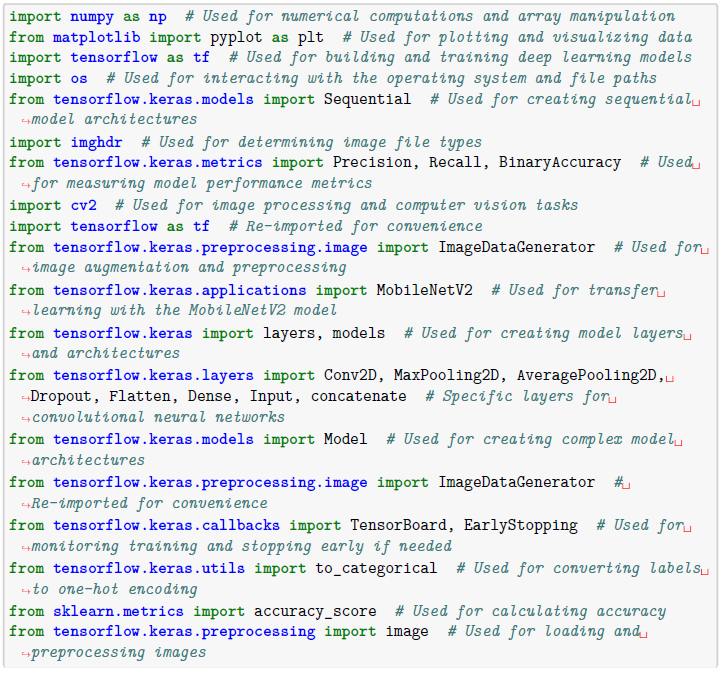 import numpy as np  # Used for numerical computations and array manipulation
from matplotlib import pyplot as plt  # Used for plotting and visualizing data
import tensorflow as tf  # Used for building and training deep learning models
import os  # Used for interacting with the operating system and file paths
from tensorflow.keras.models import Sequential  # Used for creating sequential␣
↪model architectures
import imghdr  # Used for determining image file types
from tensorflow.keras.metrics import Precision, Recall, BinaryAccuracy  # Used␣
↪for measuring model performance metrics
import cv2  # Used for image processing and computer vision tasks
import tensorflow as tf  # Re-imported for convenience
from tensorflow.keras.preprocessing.image import ImageDataGenerator  # Used for␣
↪image augmentation and preprocessing
from tensorflow.keras.applications import MobileNetV2  # Used for transfer␣
↪learning with the MobileNetV2 model
from tensorflow.keras import layers, models  # Used for creating model layers␣
↪and architectures
from tensorflow.keras.layers import Conv2D, MaxPooling2D, AveragePooling2D,␣
↪Dropout, Flatten, Dense, Input, concatenate  # Specific layers for␣
↪convolutional neural networks
from tensorflow.keras.models import Model  # Used for creating complex model␣
↪architectures
from tensorflow.keras.preprocessing.image import ImageDataGenerator  #␣
↪Re-imported for convenience
from tensorflow.keras.callbacks import TensorBoard, EarlyStopping  # Used for␣
↪monitoring training and stopping early if needed
from tensorflow.keras.utils import to_categorical  # Used for converting labels␣
↪to one-hot encoding
from sklearn.metrics import accuracy_score  # Used for calculating accuracy
from tensorflow.keras.preprocessing import image  # Used for loading and␣
↪preprocessing images